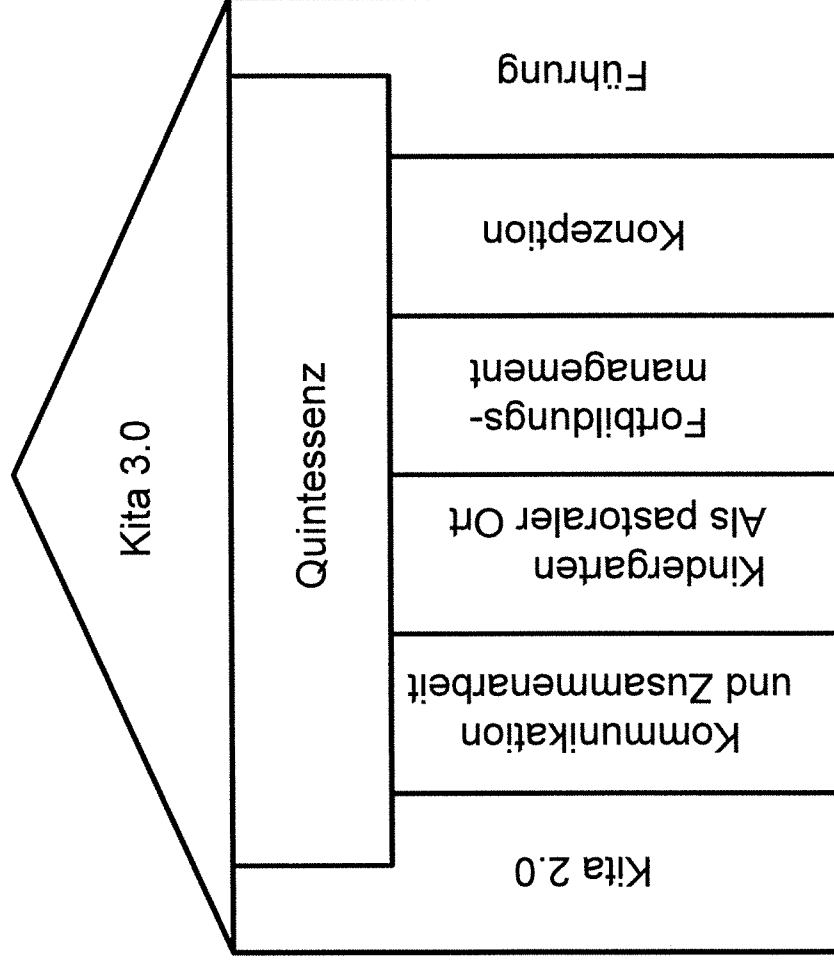 Kita 3.0
Quintessenz
Kita 2.0
Kommunikation
und Zusammenarbeit
Kindergarten
Als pastoraler Ort
Fortbildungs-
management
Konzeption
Führung